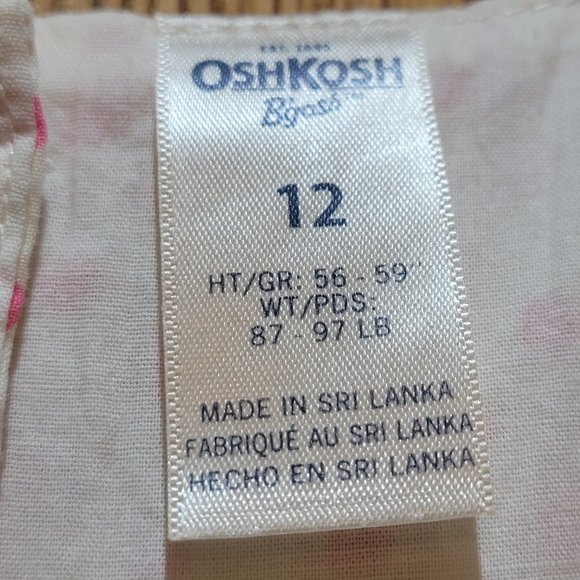 EST. 1895
OSHKOSH
B'gosh™
12
HT/GR: 56 - 59"
WT/PDS:
87 - 97 LB
MADE IN SRI LANKA
FABRIQUÉ AU SRI LANKA
HECHO EN SRI LANKA